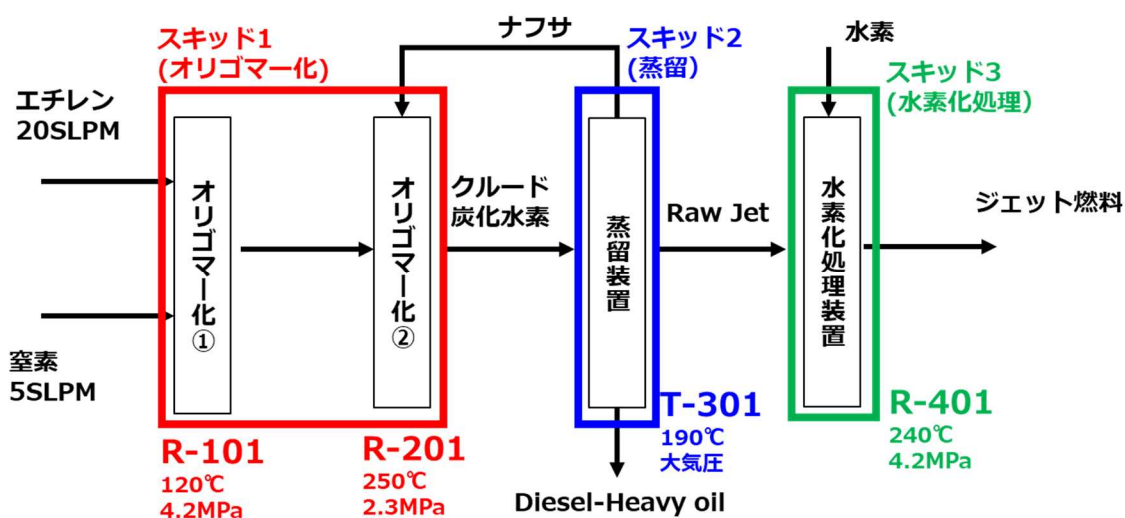 ナフサ
スキッド1
(オリゴマー化)
スキッド2
(蒸留)
水素
スキッド3
(水素化処理)
エチレン
20SLPM
オリゴマー化①
オリゴマー化②
クルード
炭化水素
蒸留装置
Raw Jet
水素化処理装置
ジェット燃料
窒素
5SLPM
R-101
120℃
4.2MPa
R-201
250℃
2.3MPa
T-301
190℃
大気圧
R-401
240℃
4.2MPa
Diesel-Heavy oil